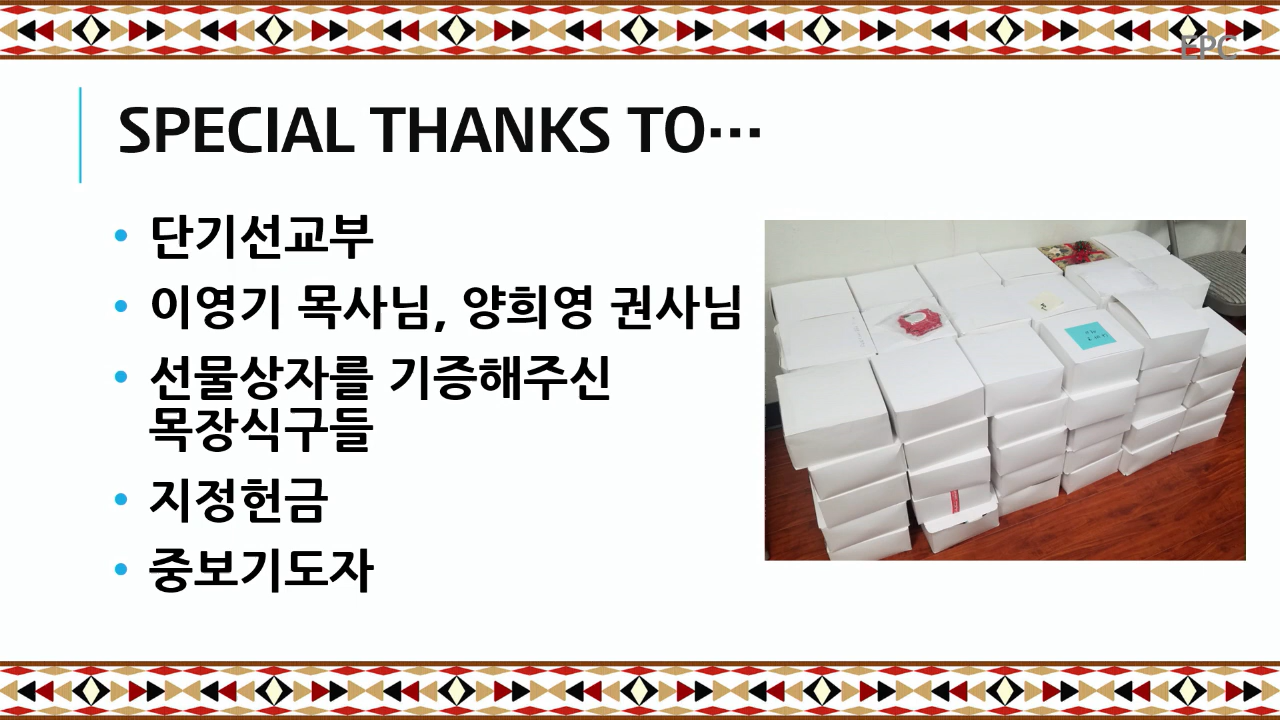 EPC
SPECIAL THANKS TO…
• 단기선교부
• 이영기 목사님, 양희영 권사님
• 선물상자를 기증해주신
목장식구들
• 지정헌금
• 중보기도자